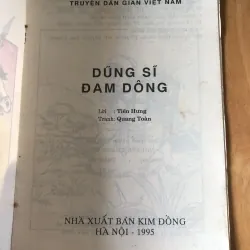 TRUYỆN DÂN GIAN VIỆT NAM
DŨNG SĨ
ĐAM DÔNG
Lời : Tiến Hưng
Tranh: Quang Toàn
NHÀ XUẤT BẢN KIM ĐỒNG
HÀ NỘI - 1995